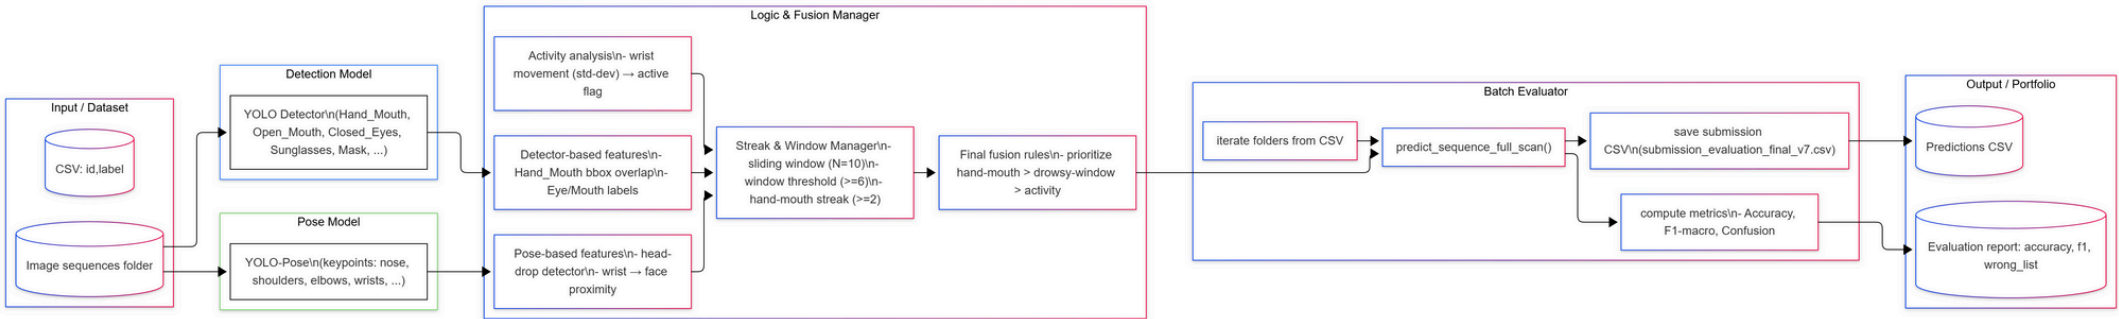 Input / Dataset
CSV: id,label
Image sequences folder
Detection Model
YOLO Detector\n(Hand_Mouth,
Open_Mouth, Closed_Eyes,
Sunglasses, Mask, ...)
Pose Model
YOLO-Pose\n(keypoints: nose,
shoulders, elbows, wrists, ...)
Logic & Fusion Manager
Activity analysis\n- wrist
movement (std-dev) → active
flag
Detector-based features\n-
Hand_Mouth bbox overlap\n-
Eye/Mouth labels
Pose-based features\n- head-
drop detector\n- wrist → face
proximity
Streak & Window Manager\n-
sliding window (N=10)\n-
window threshold (>=6)\n-
hand-mouth streak (>=2)
Final fusion rules\n- prioritize
hand-mouth > drowsy-window
> activity
Batch Evaluator
iterate folders from CSV
predict_sequence_full_scan()
save submission
CSV\n(submission_evaluation_final_v7.csv)
compute metrics\n- Accuracy,
F1-macro, Confusion
Output / Portfolio
Predictions CSV
Evaluation report: accuracy, f1,
wrong_list